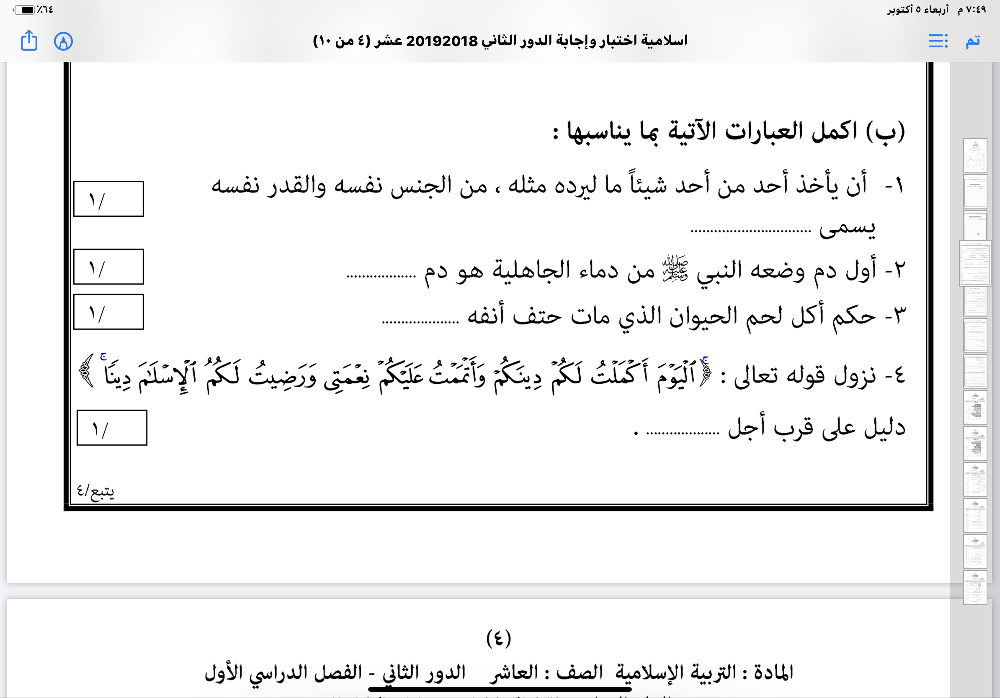 ٧:٤٩ م أربعاء ٥ أكتوبر
٪٦٤
تم
اسلامية اختبار وإجابة الدور الثاني 20192018 عشر (٤ من ١٠)
(ب) اكمل العبارات الآتية بما يناسبها :
١- أن يأخذ أحد من أحد شيئاً ما ليرده مثله ، من الجنس نفسه والقدر نفسه
/١
يسمى ...............................
٢- أول دم وضعه النبي ﷺ من دماء الجاهلية هو دم ..................
/١
٣- حكم أكل لحم الحيوان الذي مات حتف أنفه ....................
/١
٤- نزول قوله تعالى : ﴿ ٱلْيَوْمَ أَكْمَلْتُ لَكُمْ دِينَكُمْ وَأَتْمَمْتُ عَلَيْكُمْ نِعْمَتِى وَرَضِيتُ لَكُمُ ٱلْإِسْلَٰمَ دِينًا ۚ ﴾
دليل على قرب أجل ................... .
/١
يتبع/٤
(٤)
المادة : التربية الإسلامية الصف : العاشر الدور الثاني - الفصل الدراسي الأول